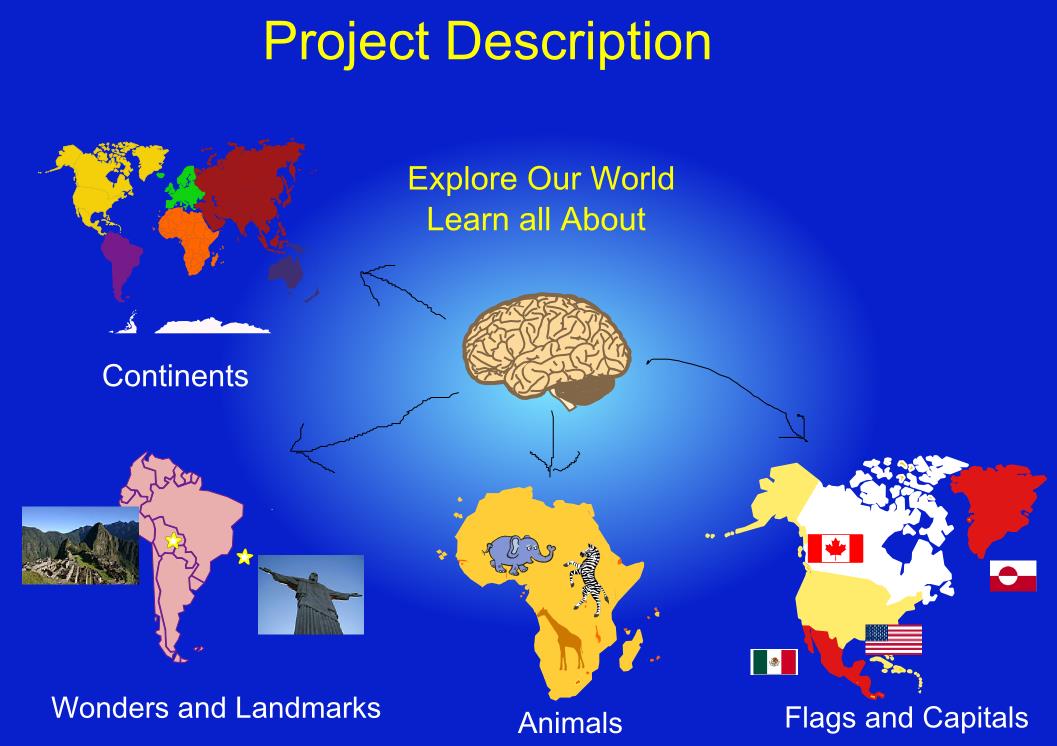 Project Description
Explore Our World
Learn all About
Continents
Wonders and Landmarks
Animals
Flags and Capitals